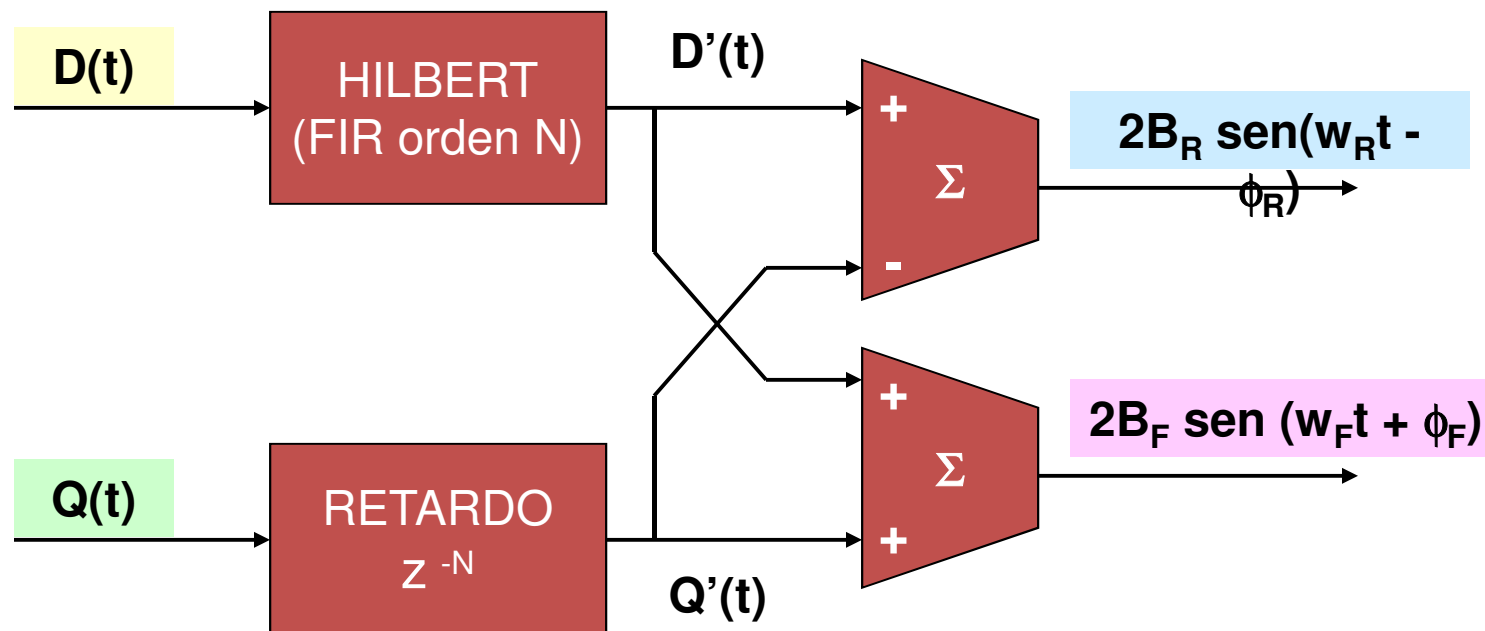 D(t)
HILBERT
(FIR orden N)
D’(t)
+
Σ
-
2B_R sen(w_Rt -
ϕ_R)
Q(t)
RETARDO
z ^-N
Q’(t)
+
Σ
+
2B_F sen (w_Ft + ϕ_F)